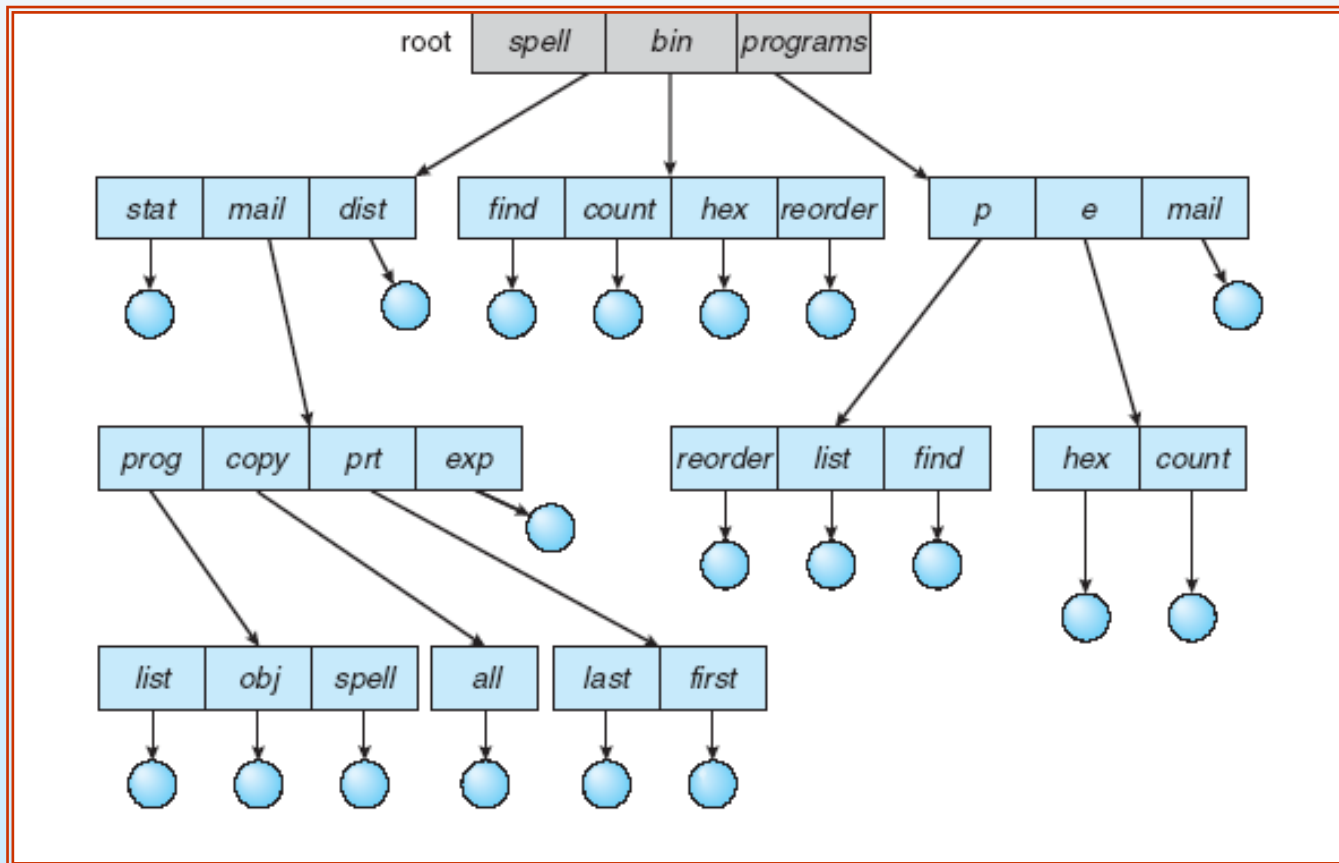 root spell bin programs
stat mail dist find count hex reorder p e mail
prog copy prt exp reorder list find hex count
list obj spell all last first